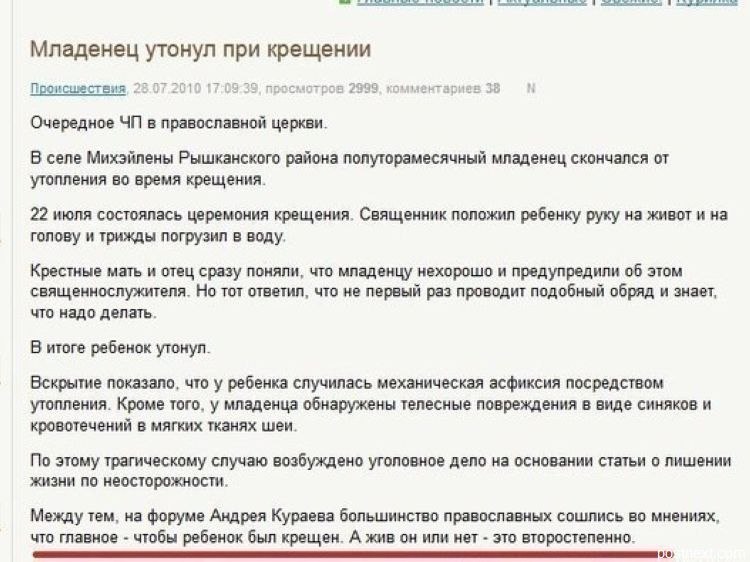 Главные новости | Актуальные | Свежие! | Курилка
Младенец утонул при крещении
Происшествия, 28.07.2010 17:09:39, просмотров 2999, комментариев 38 N
Очередное ЧП в православной церкви.
В селе Михэйлены Рышканского района полуторамесячный младенец скончался от
утопления во время крещения.
22 июля состоялась церемония крещения. Священник положил ребенку руку на живот и на
голову и трижды погрузил в воду.
Крестные мать и отец сразу поняли, что младенцу нехорошо и предупредили об этом
священнослужителя. Но тот ответил, что не первый раз проводит подобный обряд и знает,
что надо делать.
В итоге ребенок утонул.
Вскрытие показало, что у ребенка случилась механическая асфиксия посредством
утопления. Кроме того, у младенца обнаружены телесные повреждения в виде синяков и
кровотечений в мягких тканях шеи.
По этому трагическому случаю возбуждено уголовное дело на основании статьи о лишении
жизни по неосторожности.
Между тем, на форуме Андрея Кураева большинство православных сошлись во мнениях,
что главное - чтобы ребенок был крещен. А жив он или нет - это второстепенно.
postnext.com